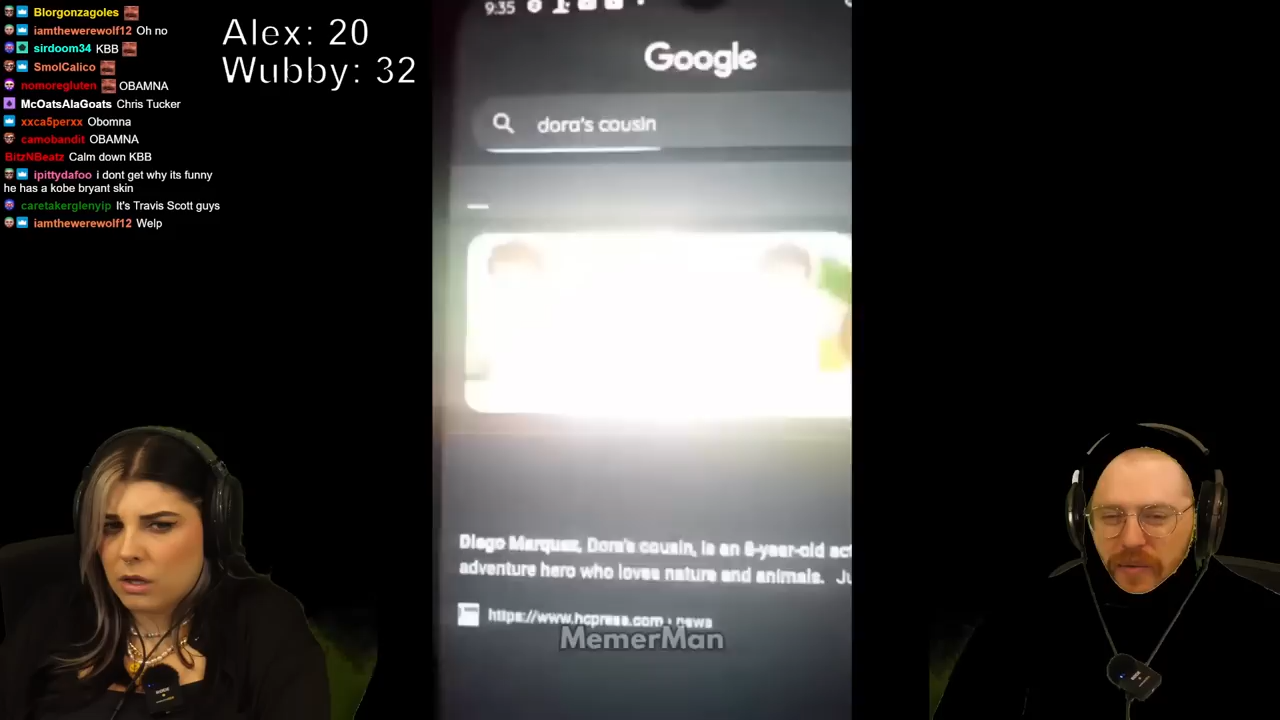 Blorgonzagoles
iamthewerewolf12 Oh no
sirdoom34 KBB
SmolCalico
nomoregluten OBAMNA
McOatsAlaGoats Chris Tucker
xxca5perxx Obomna
camobandit OBAMNA
BitzNBeatz Calm down KBB
ipittydafoo i dont get why its funny
he has a kobe bryant skin
caretakerglenyip It's Travis Scott guys
iamthewerewolf12 Welp
Alex: 20
Wubby: 32
9:35
Google
dora's cousin
Diego Marquez, Dora's cousin, is an 8-year-old act
adventure hero who loves nature and animals. Ju
https://www.hcpress.com › news
MemerMan